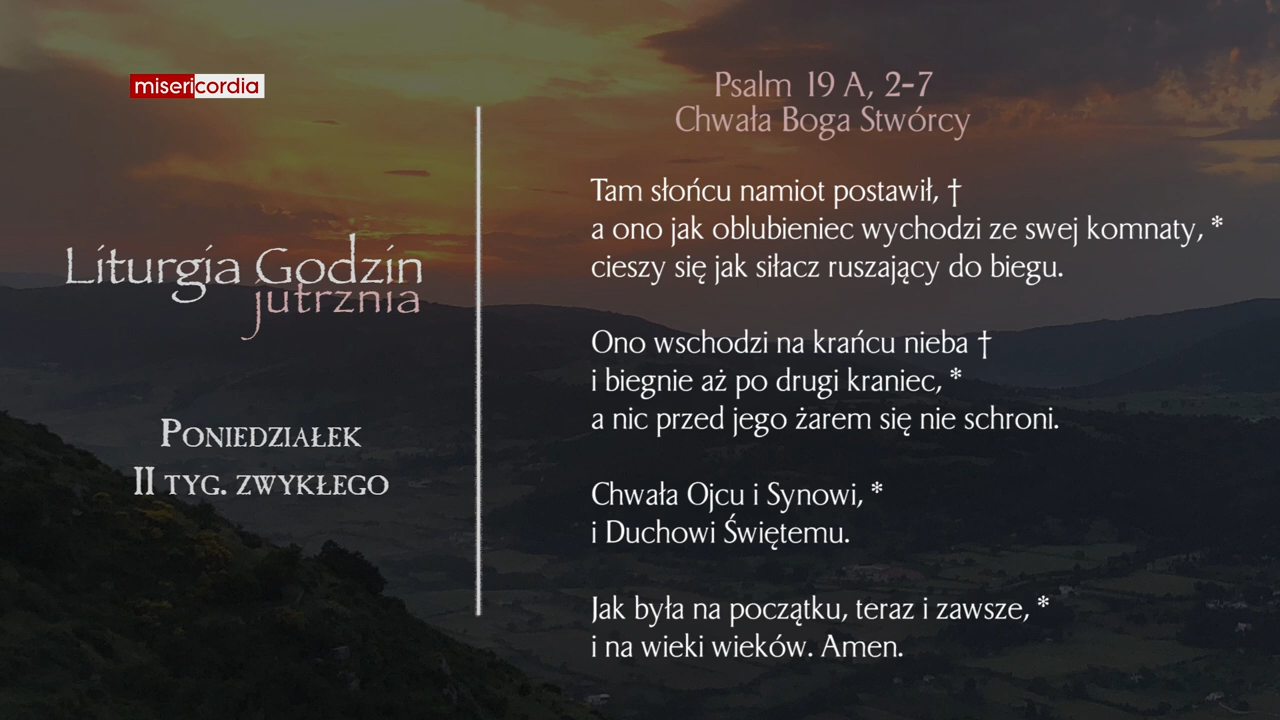 misericordia
Liturgia Godzin
jutrznia
Poniedziałek
II tyg. zwykłego
Psalm 19 A, 2-7
Chwała Boga Stwórcy
Tam słońcu namiot postawił, †
a ono jak oblubieniec wychodzi ze swej komnaty, *
cieszy się jak siłacz ruszający do biegu.
Ono wschodzi na krańcu nieba †
i biegnie aż po drugi kraniec, *
a nic przed jego żarem się nie schroni.
Chwała Ojcu i Synowi, *
i Duchowi Świętemu.
Jak była na początku, teraz i zawsze, *
i na wieki wieków. Amen.